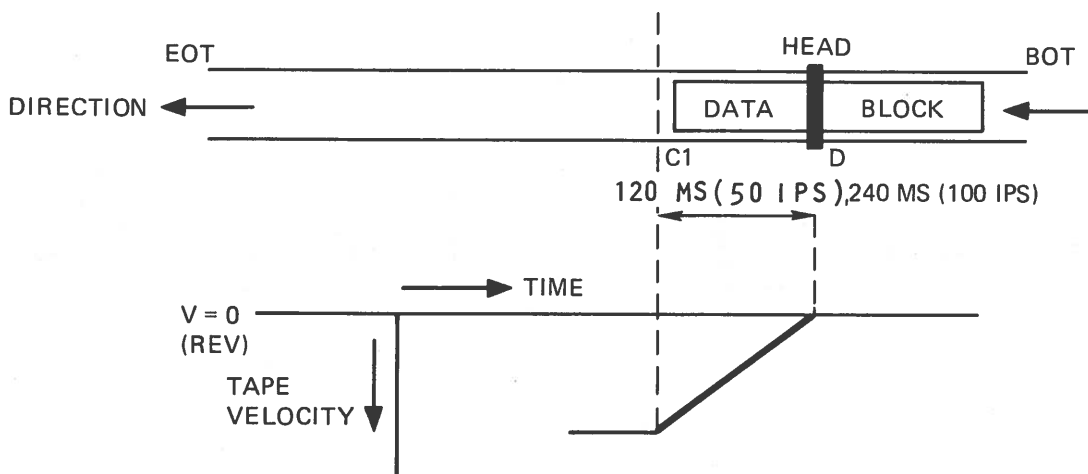 EOT
HEAD
BOT
DIRECTION
DATA
BLOCK
C1
D
120 MS(50 IPS),240 MS (100 IPS)
TIME
V = 0
(REV)
TAPE
VELOCITY